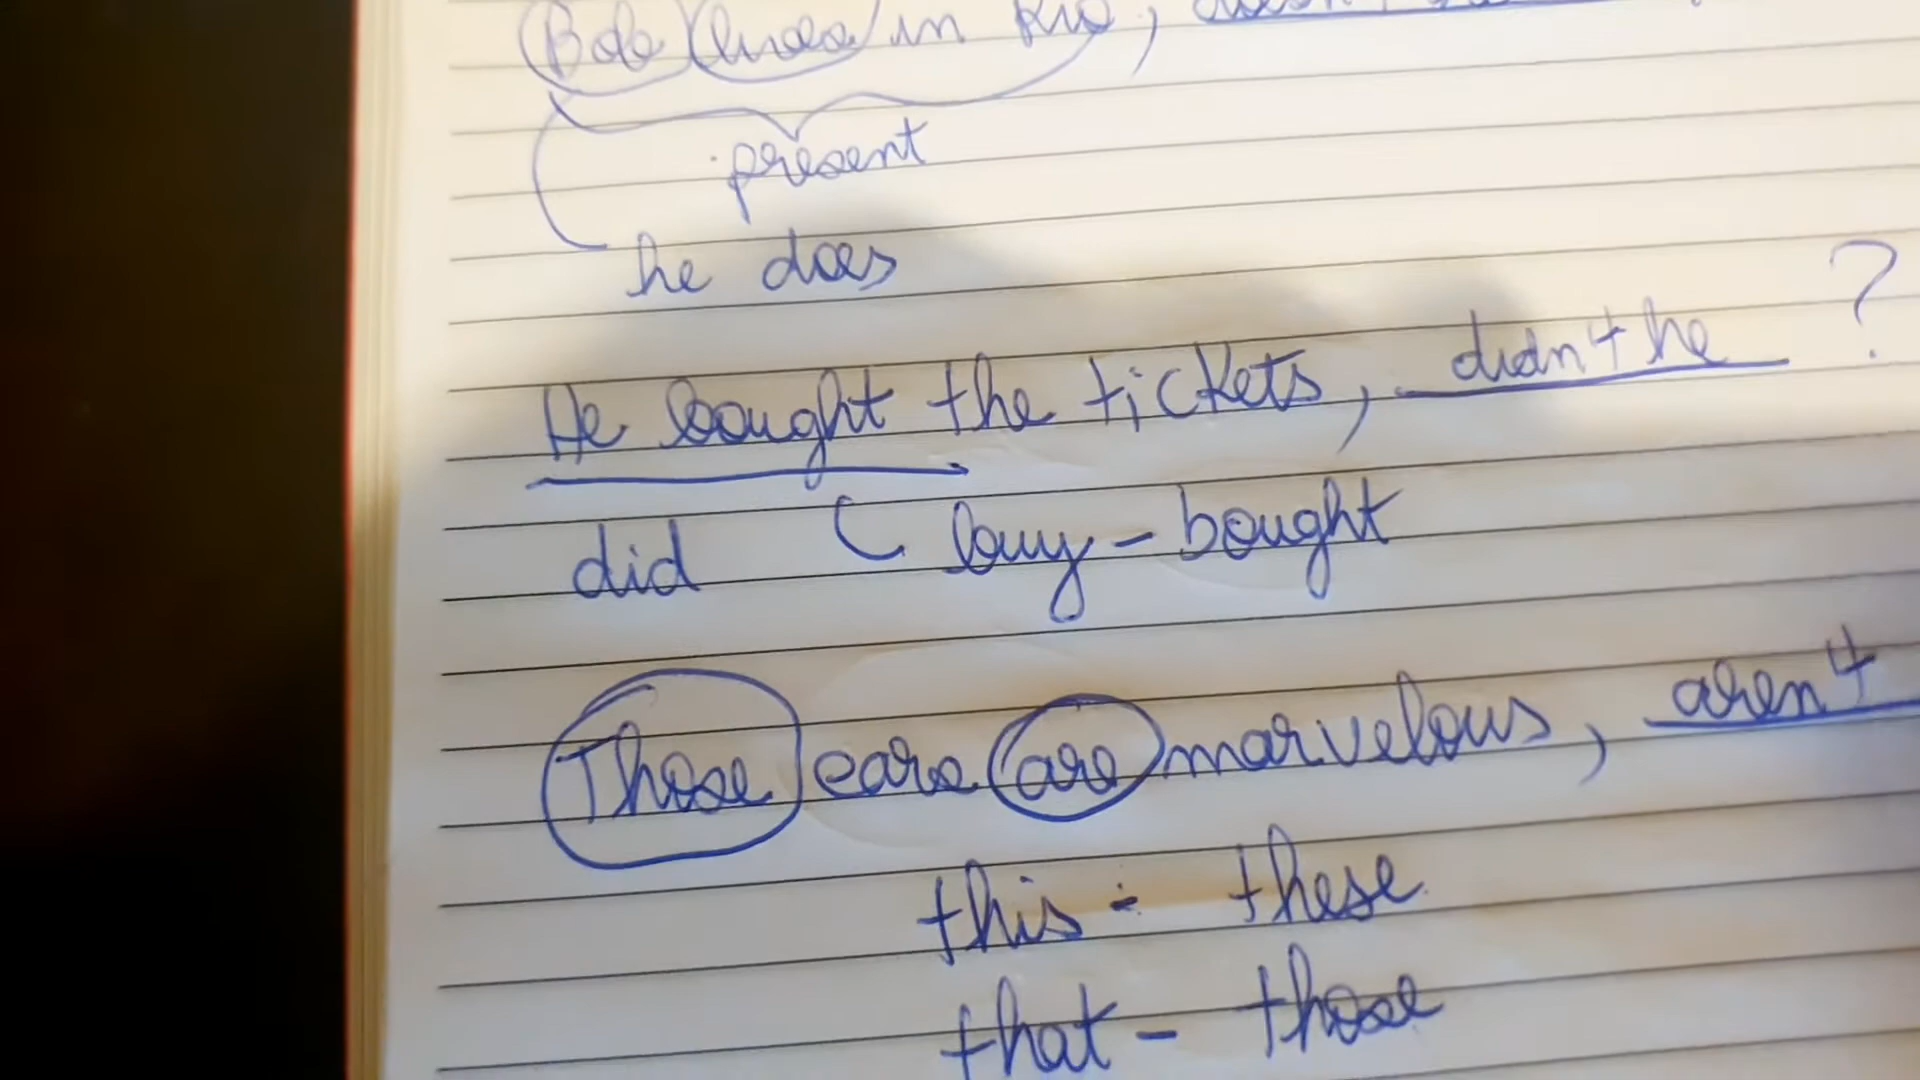 Bob lives in Rio,
present
he does
He bought the tickets, didn't he ?
did buy - bought
Those cars are marvelous, aren't
this - these
that - those